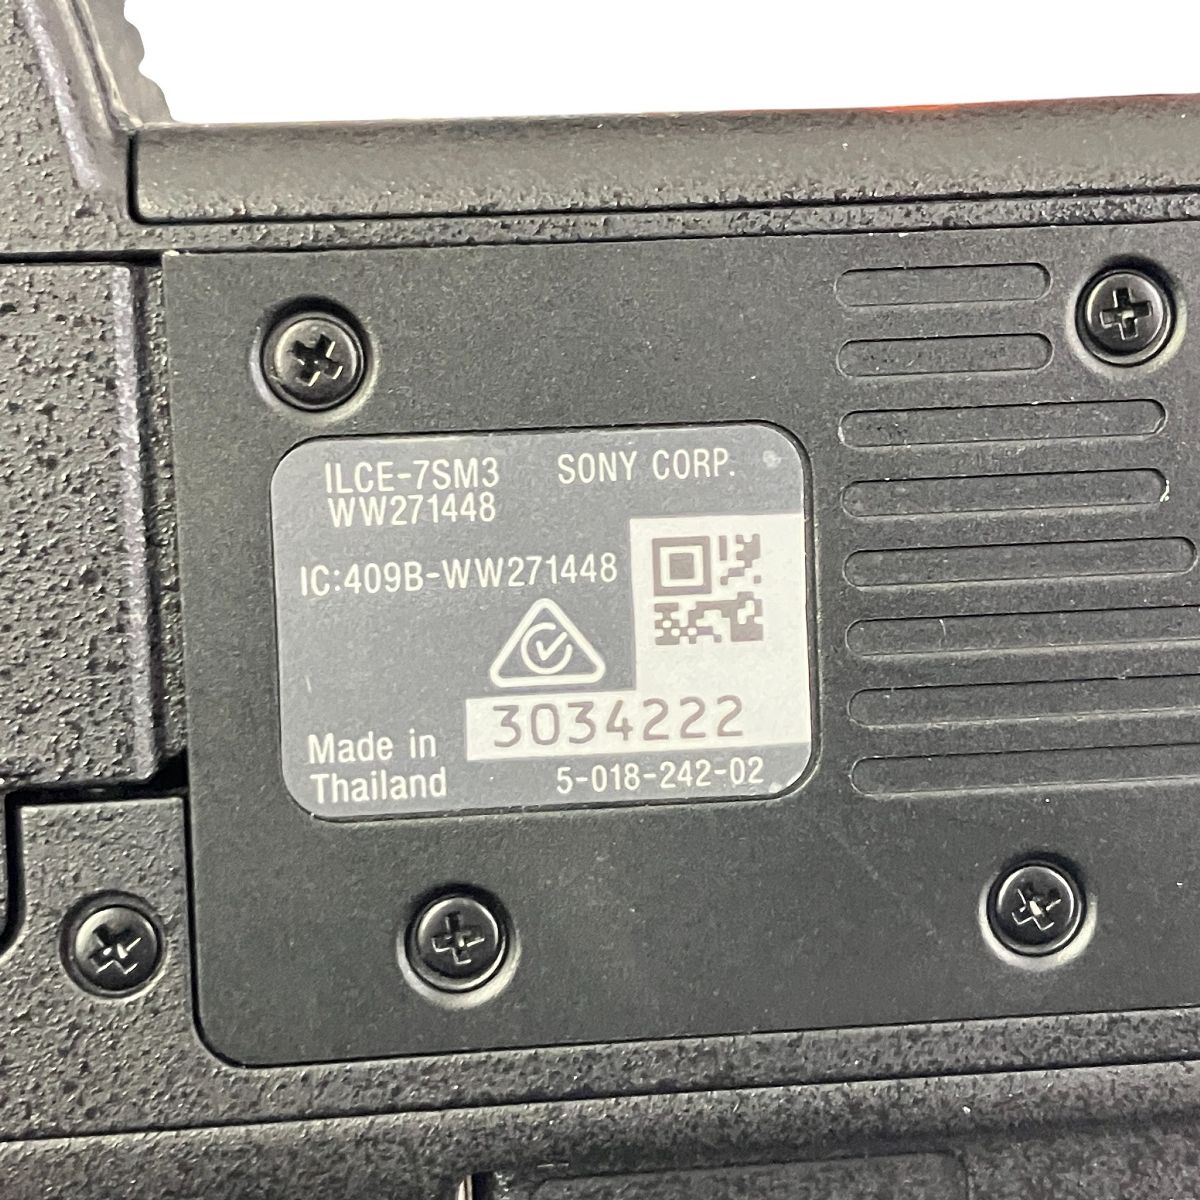 ILCE-7SM3 SONY CORP.
WW271448
IC:409B-WW271448
3034222
Made in
Thailand
5-018-242-02